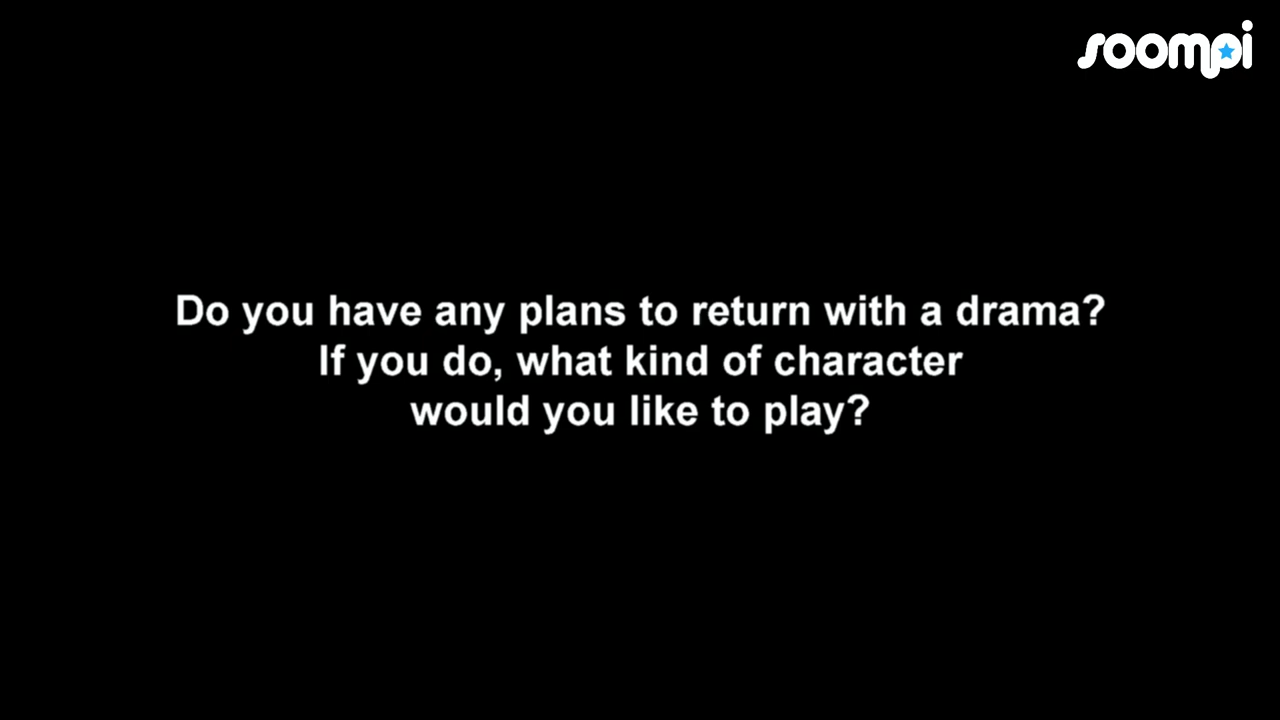 soompi
Do you have any plans to return with a drama?
If you do, what kind of character
would you like to play?